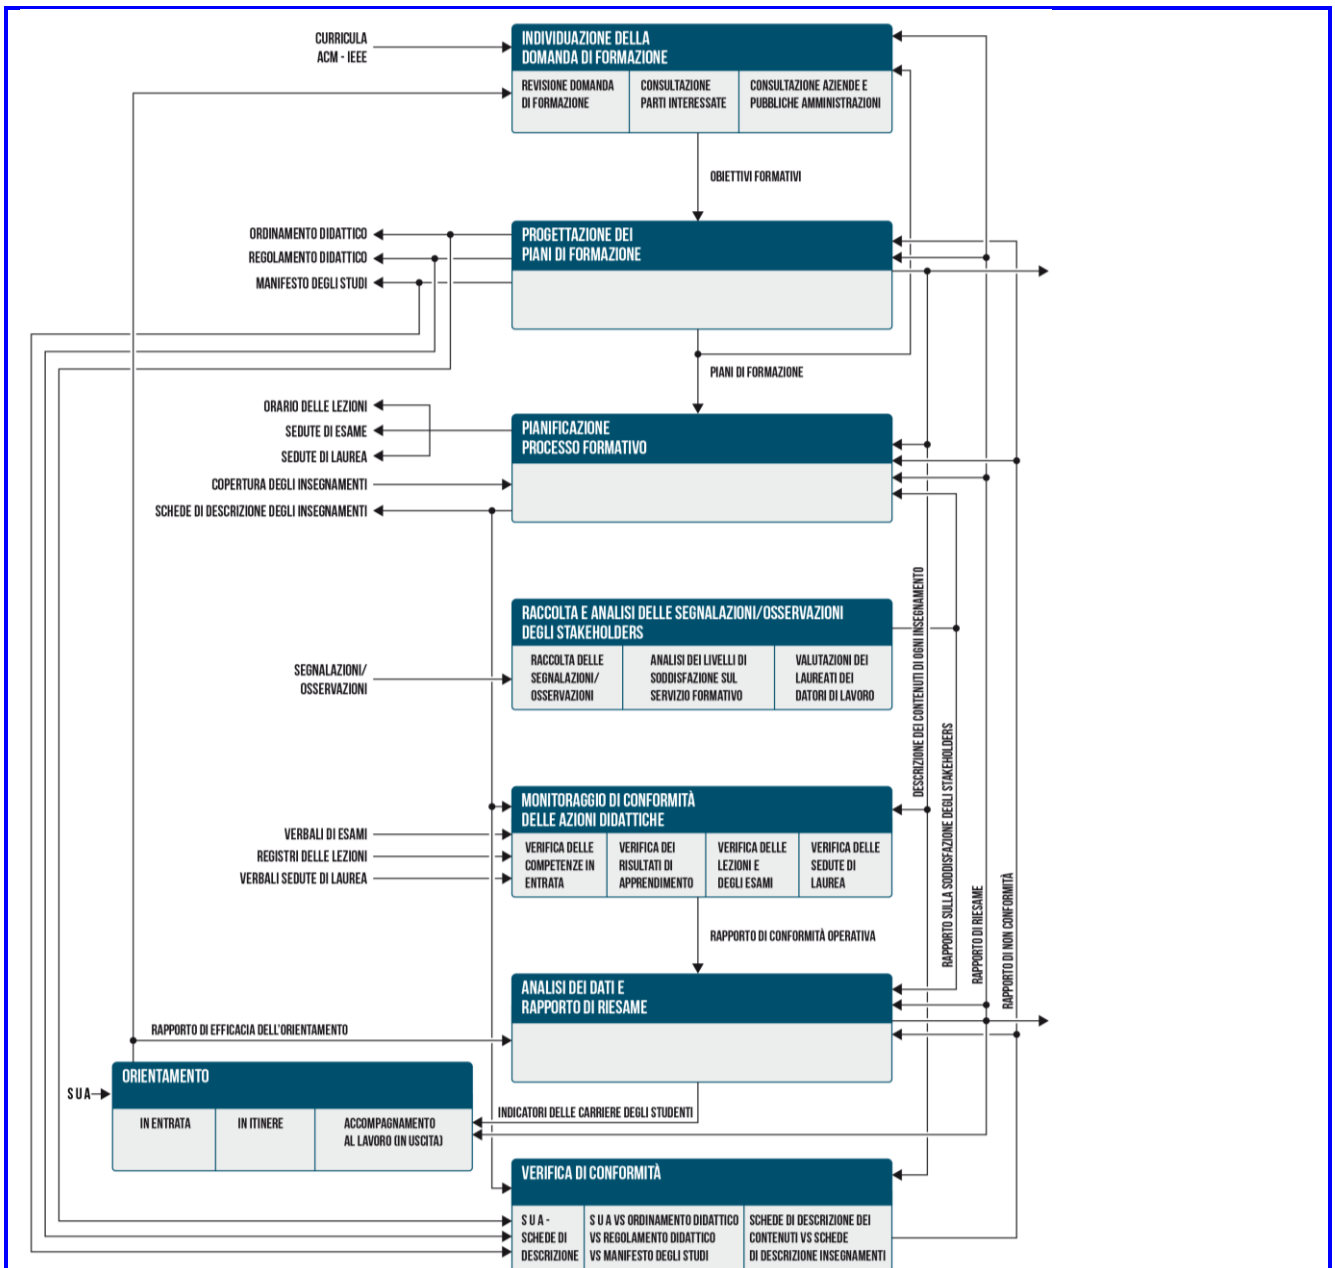 CURRICULA
ACM - IEEE
INDIVIDUAZIONE DELLA
DOMANDA DI FORMAZIONE
REVISIONE DOMANDA
DI FORMAZIONE
CONSULTAZIONE
PARTI INTERESSATE
CONSULTAZIONE AZIENDE E
PUBBLICHE AMMINISTRAZIONI
OBIETTIVI FORMATIVI
ORDINAMENTO DIDATTICO
REGOLAMENTO DIDATTICO
MANIFESTO DEGLI STUDI
PROGETTAZIONE DEI
PIANI DI FORMAZIONE
PIANI DI FORMAZIONE
ORARIO DELLE LEZIONI
SEDUTE DI ESAME
SEDUTE DI LAUREA
COPERTURA DEGLI INSEGNAMENTI
SCHEDE DI DESCRIZIONE DEGLI INSEGNAMENTI
PIANIFICAZIONE
PROCESSO FORMATIVO
SEGNALAZIONI/
OSSERVAZIONI
RACCOLTA E ANALISI DELLE SEGNALAZIONI/OSSERVAZIONI
DEGLI STAKEHOLDERS
RACCOLTA DELLE
SEGNALAZIONI/
OSSERVAZIONI
ANALISI DEI LIVELLI DI
SODDISFAZIONE SUL
SERVIZIO FORMATIVO
VALUTAZIONI DEI
LAUREATI DEI
DATORI DI LAVORO
DESCRIZIONE DEI CONTENUTI DI OGNI INSEGNAMENTO
RAPPORTO SULLA SODDISFAZIONE DEGLI STAKEHOLDERS
RAPPORTO DI RIESAME
RAPPORTO DI NON CONFORMITÀ
VERBALI DI ESAMI
REGISTRI DELLE LEZIONI
VERBALI SEDUTE DI LAUREA
MONITORAGGIO DI CONFORMITÀ
DELLE AZIONI DIDATTICHE
VERIFICA DELLE
COMPETENZE IN
ENTRATA
VERIFICA DEI
RISULTATI DI
APPRENDIMENTO
VERIFICA DELLE
LEZIONI E
DEGLI ESAMI
VERIFICA DELLE
SEDUTE DI
LAUREA
RAPPORTO DI CONFORMITÀ OPERATIVA
ANALISI DEI DATI E
RAPPORTO DI RIESAME
RAPPORTO DI EFFICACIA DELL'ORIENTAMENTO
S U A
ORIENTAMENTO
IN ENTRATA
IN ITINERE
ACCOMPAGNAMENTO
AL LAVORO (IN USCITA)
INDICATORI DELLE CARRIERE DEGLI STUDENTI
VERIFICA DI CONFORMITÀ
S U A -
SCHEDE DI
DESCRIZIONE
S U A VS ORDINAMENTO DIDATTICO
VS REGOLAMENTO DIDATTICO
VS MANIFESTO DEGLI STUDI
SCHEDE DI DESCRIZIONE DEI
CONTENUTI VS SCHEDE
DI DESCRIZIONE INSEGNAMENTI